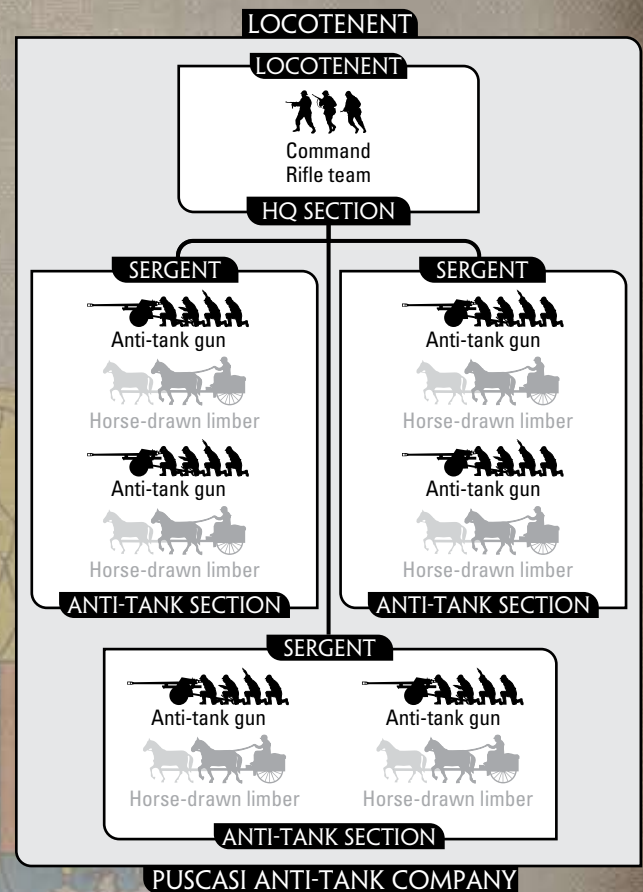 LOCOTENENT
LOCOTENENT
Command
Rifle team
HQ SECTION
SERGENT
Anti-tank gun
Horse-drawn limber
Anti-tank gun
Horse-drawn limber
ANTI-TANK SECTION
SERGENT
Anti-tank gun
Horse-drawn limber
Anti-tank gun
Horse-drawn limber
ANTI-TANK SECTION
SERGENT
Anti-tank gun
Horse-drawn limber
Anti-tank gun
Horse-drawn limber
ANTI-TANK SECTION
PUSCASI ANTI-TANK COMPANY